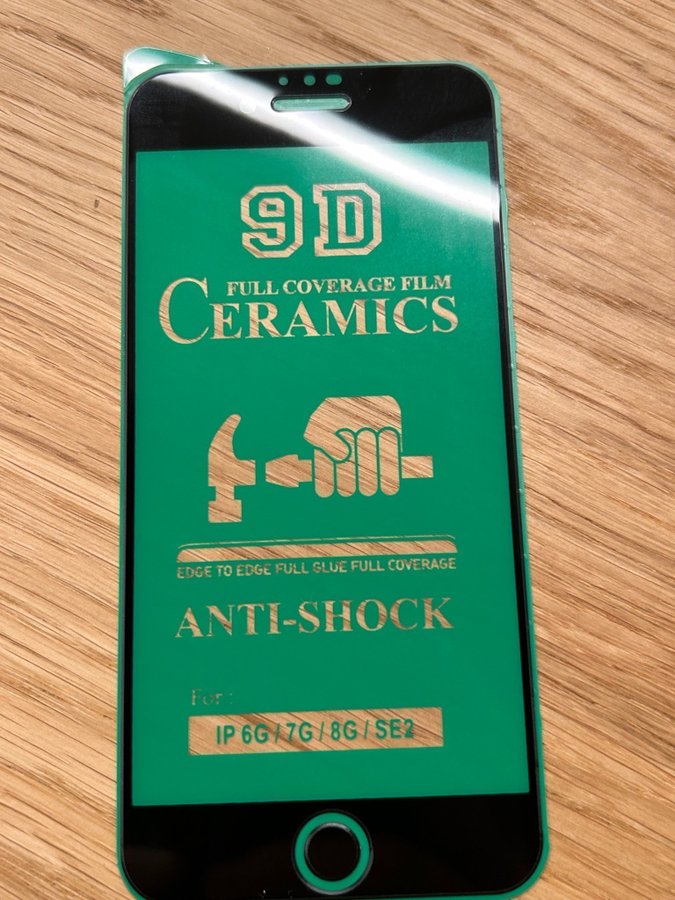 9D
FULL COVERAGE FILM
CERAMICS
EDGE TO EDGE FULL GLUE FULL COVERAGE
ANTI-SHOCK
For :
IP 6G / 7G / 8G / SE2